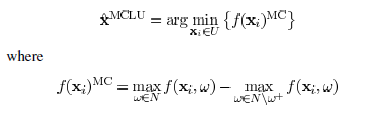 x̂^MCLU = arg min_{x_i∈U} { f(x_i)^MC }
where
f(x_i)^MC = max_{ω∈N} f(x_i, ω) − max_{ω∈N\ω^+} f(x_i, ω)